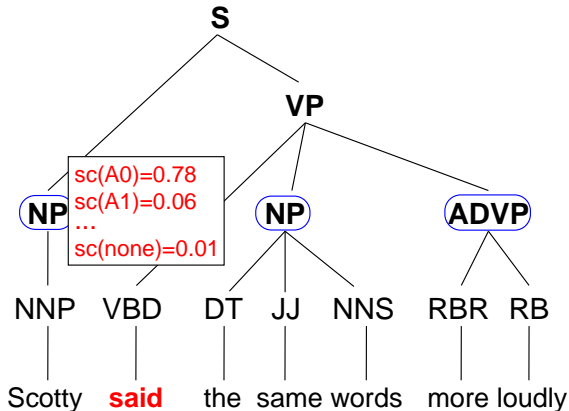 S
VP
sc(A0)=0.78
sc(A1)=0.06
...
sc(none)=0.01
NP NP ADVP
NNP VBD DT JJ NNS RBR RB
Scotty said the same words more loudly